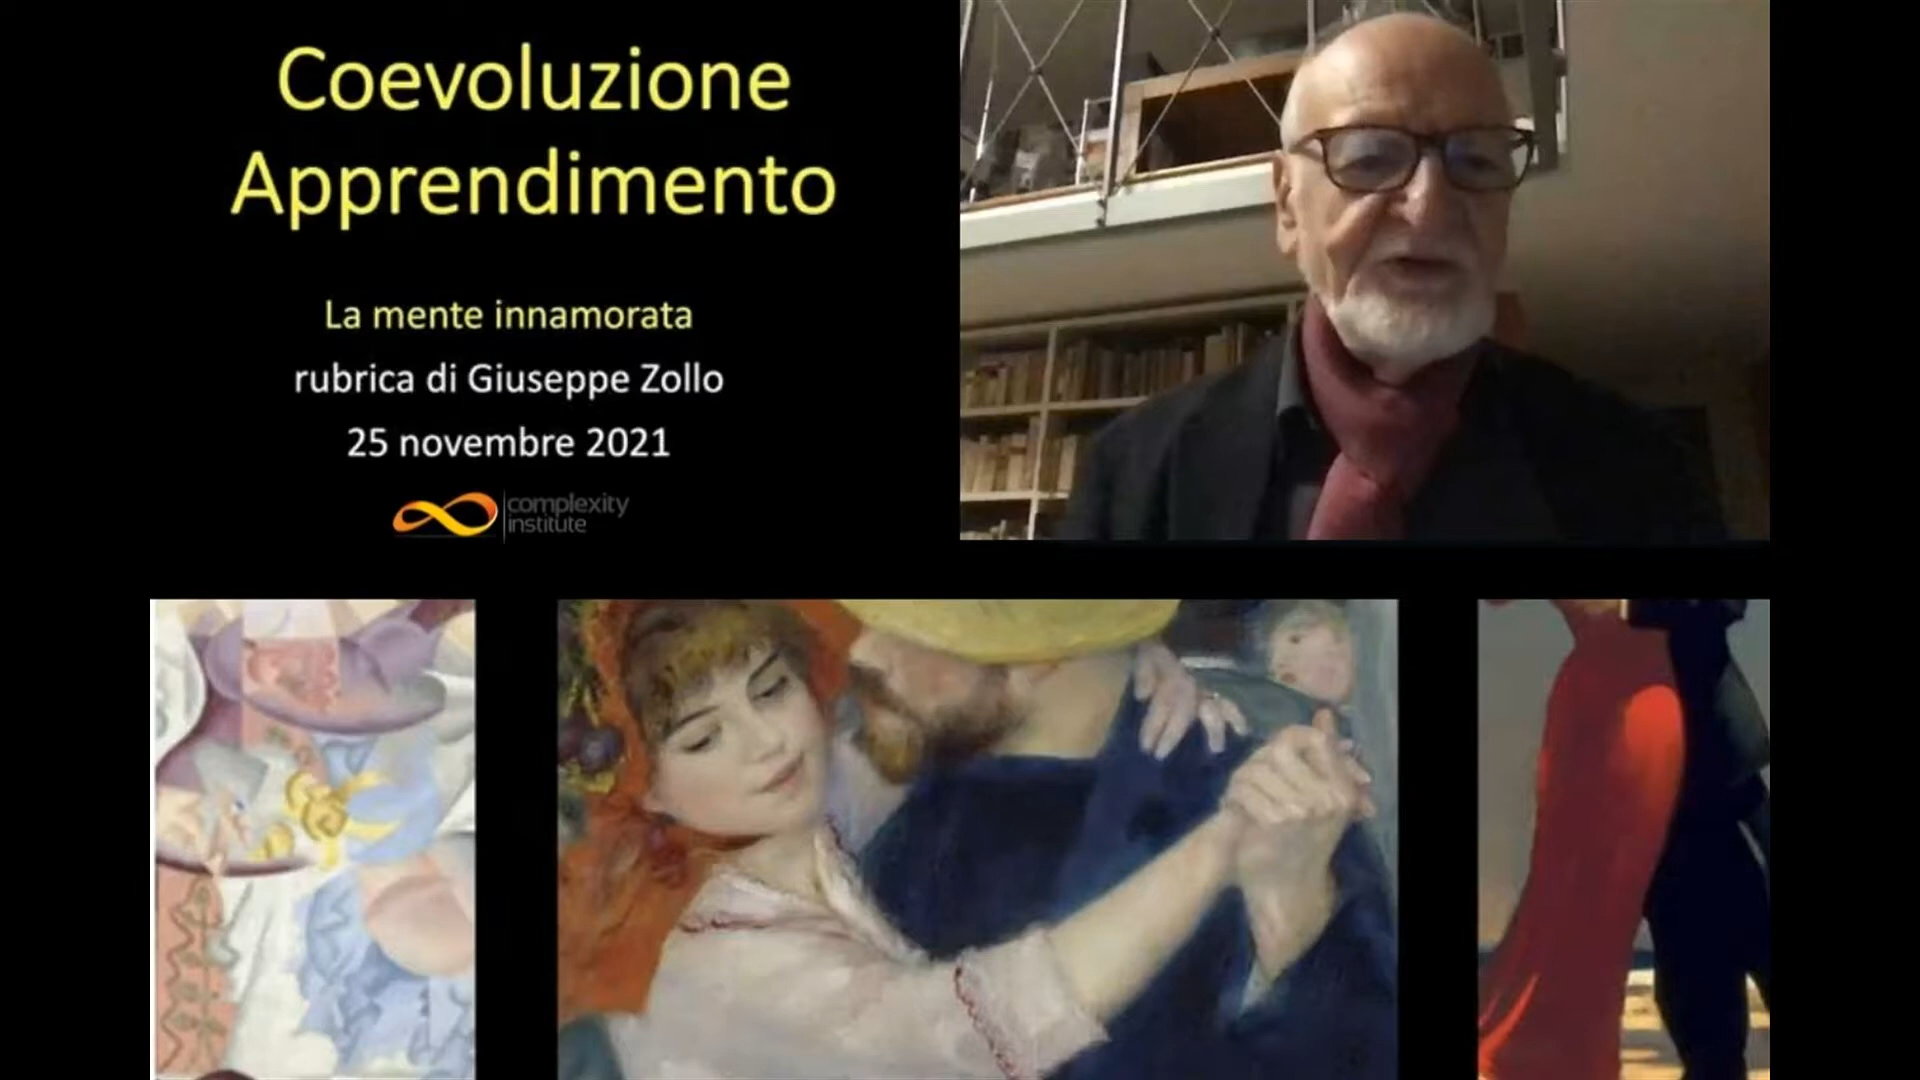 Coevoluzione
Apprendimento
La mente innamorata
rubrica di Giuseppe Zollo
25 novembre 2021
complexity
institute